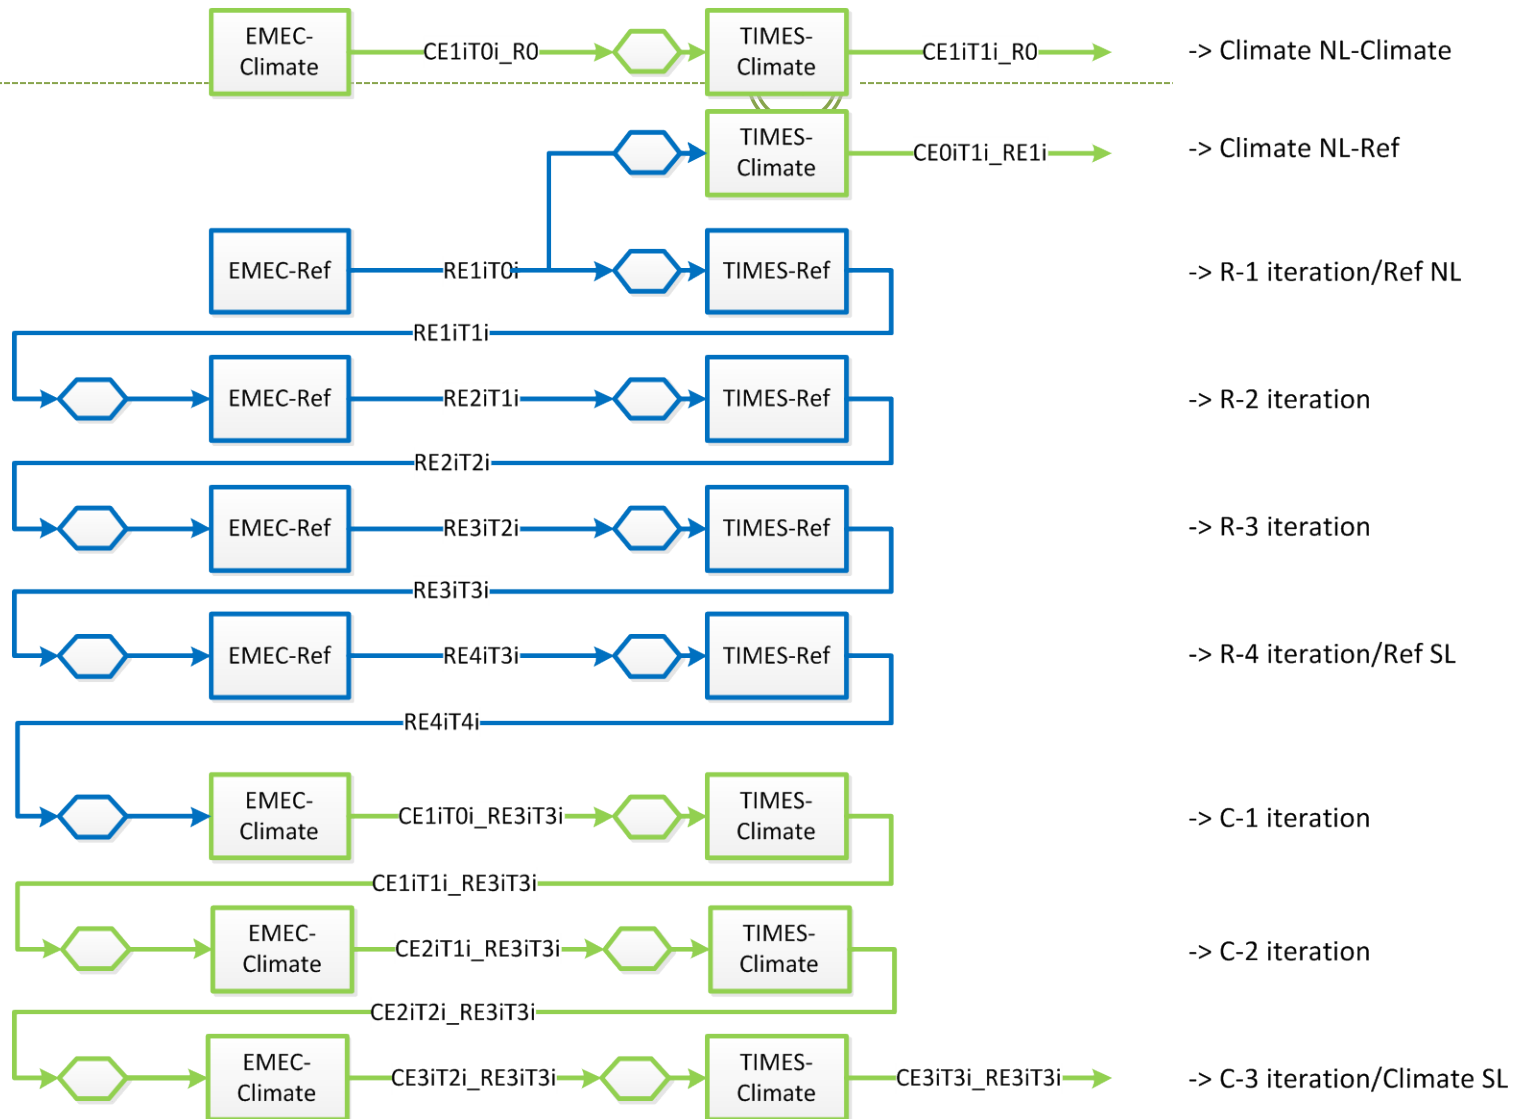 EMEC-
Climate
CE1iT0i_R0
TIMES-
Climate
CE1iT1i_R0
-> Climate NL-Climate
TIMES-
Climate
CE0iT1i_RE1i
-> Climate NL-Ref
EMEC-Ref
RE1iT0i
TIMES-Ref
-> R-1 iteration/Ref NL
RE1iT1i
EMEC-Ref
RE2iT1i
TIMES-Ref
-> R-2 iteration
RE2iT2i
EMEC-Ref
RE3iT2i
TIMES-Ref
-> R-3 iteration
RE3iT3i
EMEC-Ref
RE4iT3i
TIMES-Ref
-> R-4 iteration/Ref SL
RE4iT4i
EMEC-
Climate
CE1iT0i_RE3iT3i
TIMES-
Climate
-> C-1 iteration
CE1iT1i_RE3iT3i
EMEC-
Climate
CE2iT1i_RE3iT3i
TIMES-
Climate
-> C-2 iteration
CE2iT2i_RE3iT3i
EMEC-
Climate
CE3iT2i_RE3iT3i
TIMES-
Climate
CE3iT3i_RE3iT3i
-> C-3 iteration/Climate SL